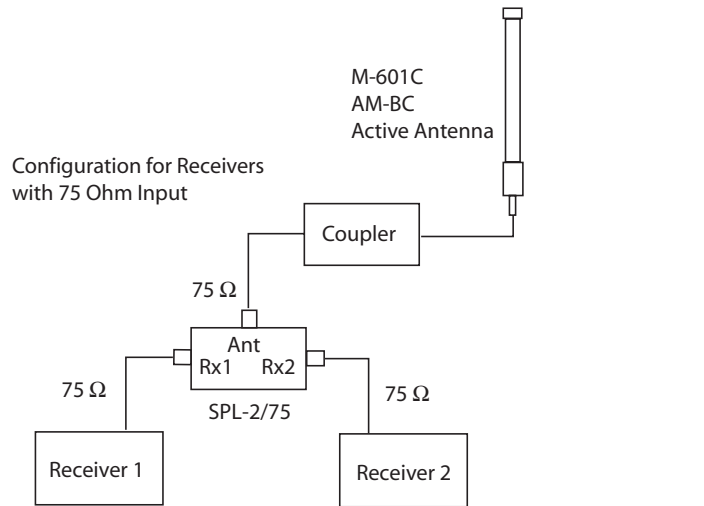 M-601C
AM-BC
Active Antenna
Configuration for Receivers
with 75 Ohm Input
Coupler
75 Ω
Ant
Rx1 Rx2
75 Ω
75 Ω
SPL-2/75
Receiver 1
Receiver 2